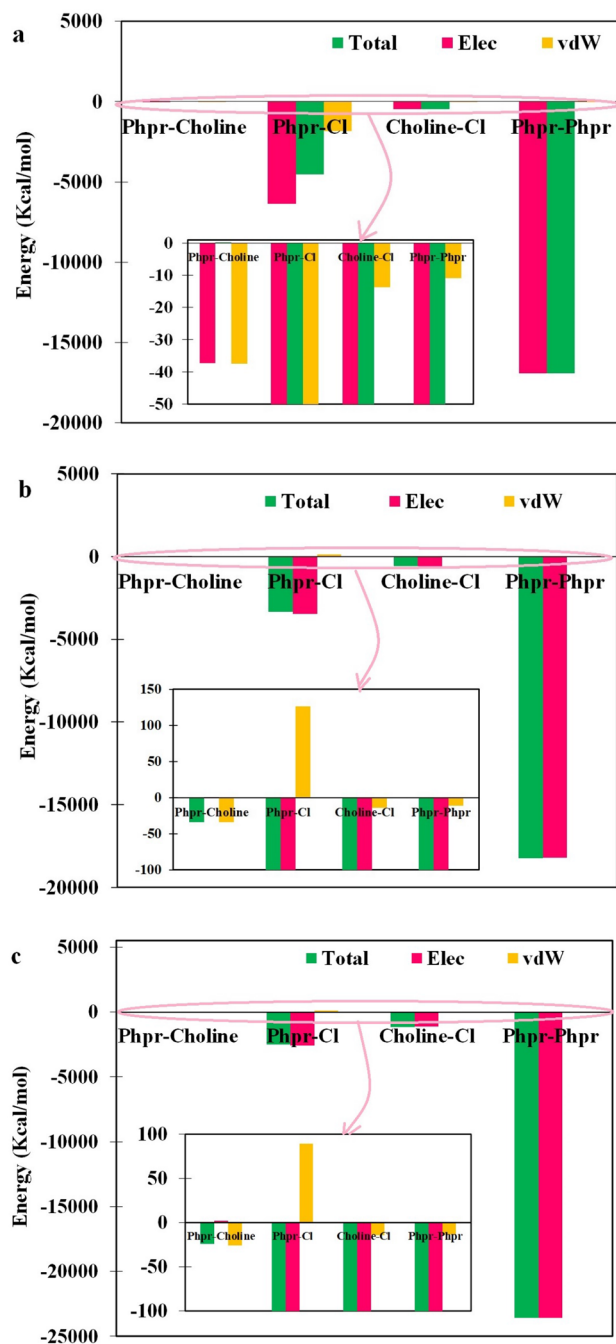 a
5000
Total Elec vdW
0
Phpr-Choline Phpr-Cl Choline-Cl Phpr-Phpr
-5000
-10000
-15000
-20000
Energy (Kcal/mol)
0
Phpr-Choline Phpr-Cl Choline-Cl Phpr-Phpr
-10
-20
-30
-40
-50
b
5000
Total Elec vdW
0
Phpr-Choline Phpr-Cl Choline-Cl Phpr-Phpr
-5000
-10000
-15000
-20000
Energy (Kcal/mol)
150
100
50
0
Phpr-Choline Phpr-Cl Choline-Cl Phpr-Phpr
-50
-100
c
5000
Total Elec vdW
0
Phpr-Choline Phpr-Cl Choline-Cl Phpr-Phpr
-5000
-10000
-15000
-20000
-25000
Energy (Kcal/mol)
100
50
0
Phpr-Choline Phpr-Cl Choline-Cl Phpr-Phpr
-50
-100